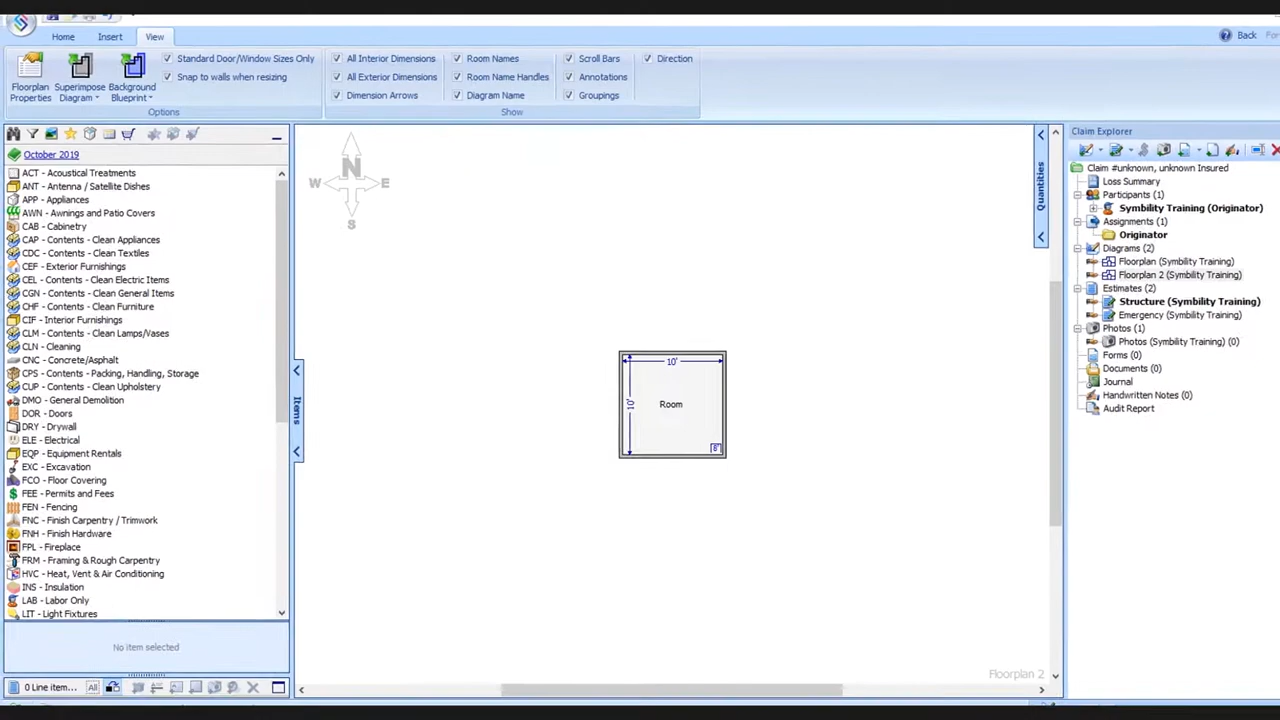 Home Insert View
Back
Floorplan Properties
Superimpose Diagram
Background Blueprint
Standard Door/Window Sizes Only
Snap to walls when resizing
Options
All Interior Dimensions
All Exterior Dimensions
Dimension Arrows
Room Names
Room Name Handles
Diagram Name
Scroll Bars
Annotations
Groupings
Direction
Show
October 2019
ACT - Acoustical Treatments
ANT - Antenna / Satellite Dishes
APP - Appliances
AWN - Awnings and Patio Covers
CAB - Cabinetry
CAP - Contents - Clean Appliances
CDC - Contents - Clean Textiles
CEF - Exterior Furnishings
CEL - Contents - Clean Electric Items
CGN - Contents - Clean General Items
CHF - Contents - Clean Furniture
CIF - Interior Furnishings
CLM - Contents - Clean Lamps/Vases
CLN - Cleaning
CNC - Concrete/Asphalt
CPS - Contents - Packing, Handling, Storage
CUP - Contents - Clean Upholstery
DMO - General Demolition
DOR - Doors
DRY - Drywall
ELE - Electrical
EQP - Equipment Rentals
EXC - Excavation
FCO - Floor Covering
FEE - Permits and Fees
FEN - Fencing
FNC - Finish Carpentry / Trimwork
FNH - Finish Hardware
FPL - Fireplace
FRM - Framing & Rough Carpentry
HVC - Heat, Vent & Air Conditioning
INS - Insulation
LAB - Labor Only
LIT - Light Fixtures
No item selected
0 Line item... All
Items
N
W E
S
10'
10'
Room
8'
Floorplan 2
Quantities
Claim Explorer
Claim #unknown, unknown Insured
Loss Summary
Participants (1)
Symbility Training (Originator)
Assignments (1)
Originator
Diagrams (2)
Floorplan (Symbility Training)
Floorplan 2 (Symbility Training)
Estimates (2)
Structure (Symbility Training)
Emergency (Symbility Training)
Photos (1)
Photos (Symbility Training) (0)
Forms (0)
Documents (0)
Journal
Handwritten Notes (0)
Audit Report